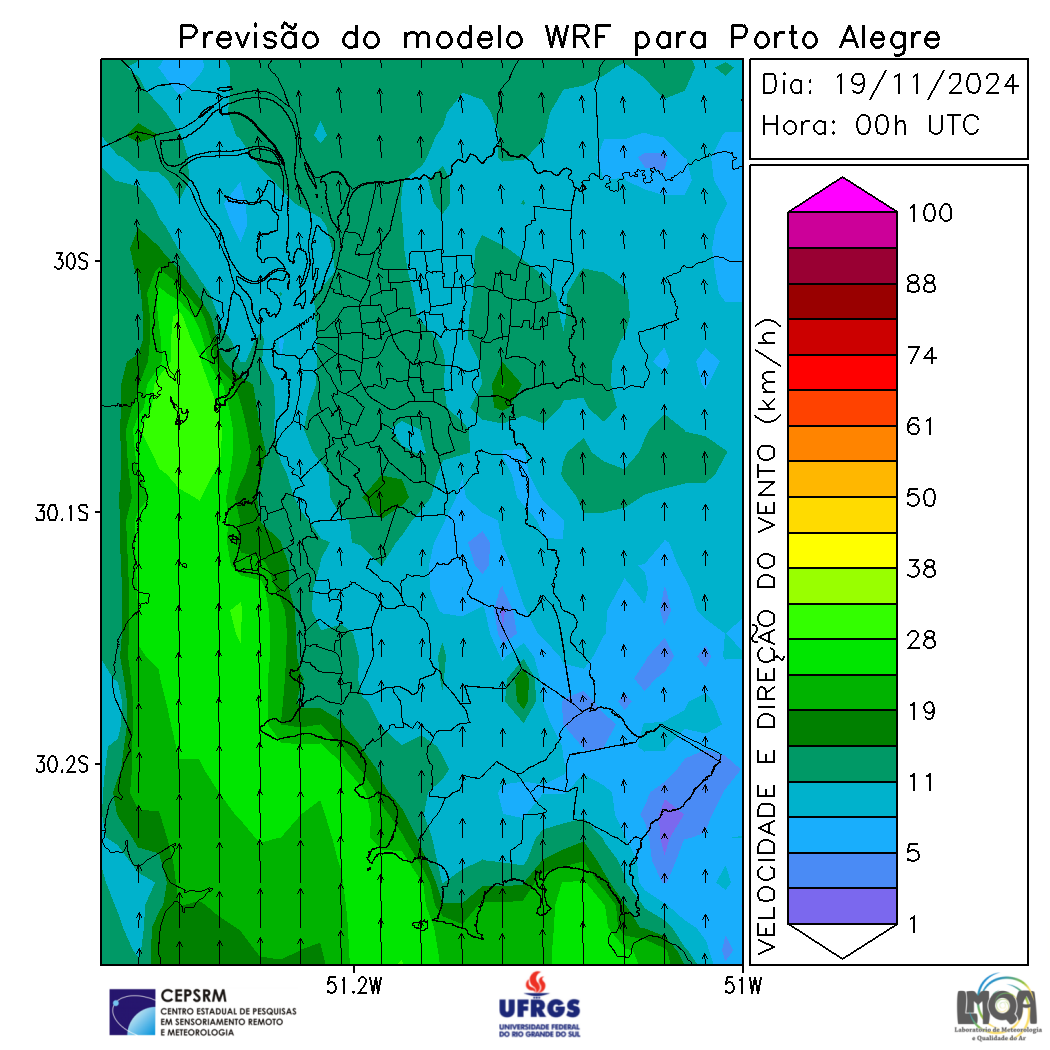 Previsão do modelo WRF para Porto Alegre
Dia: 19/11/2024
Hora: 00h UTC
30S
30.1S
30.2S
51.2W
51W
VELOCIDADE E DIREÇÃO DO VENTO (km/h)
100
88
74
61
50
38
28
19
11
5
1
CEPSRM
CENTRO ESTADUAL DE PESQUISAS
EM SENSORIAMENTO REMOTO
E METEOROLOGIA
UFRGS
UNIVERSIDADE FEDERAL
DO RIO GRANDE DO SUL
LMQA
Laboratório de Meteorologia
e Qualidade do Ar